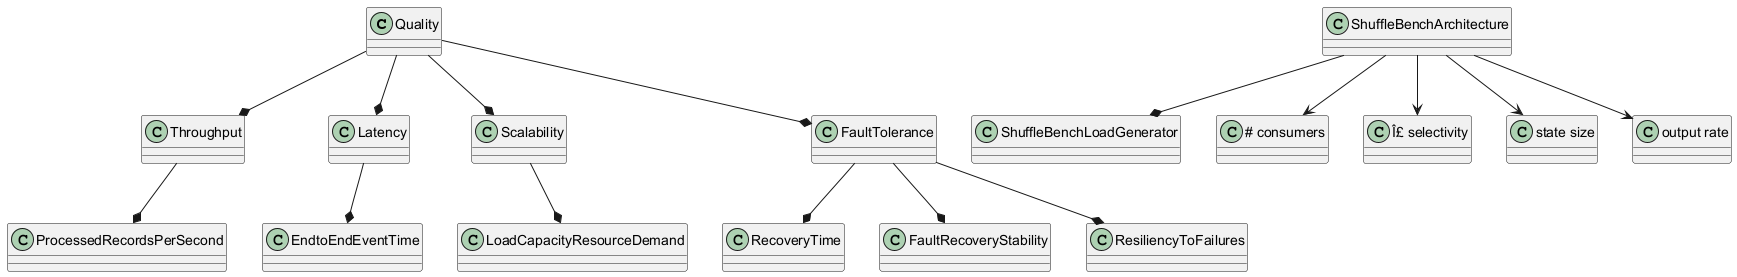 C Quality
C ShuffleBenchArchitecture
C Throughput
C Latency
C Scalability
C FaultTolerance
C ShuffleBenchLoadGenerator
C # consumers
C Î£ selectivity
C state size
C output rate
C ProcessedRecordsPerSecond
C EndtoEndEventTime
C LoadCapacityResourceDemand
C RecoveryTime
C FaultRecoveryStability
C ResiliencyToFailures